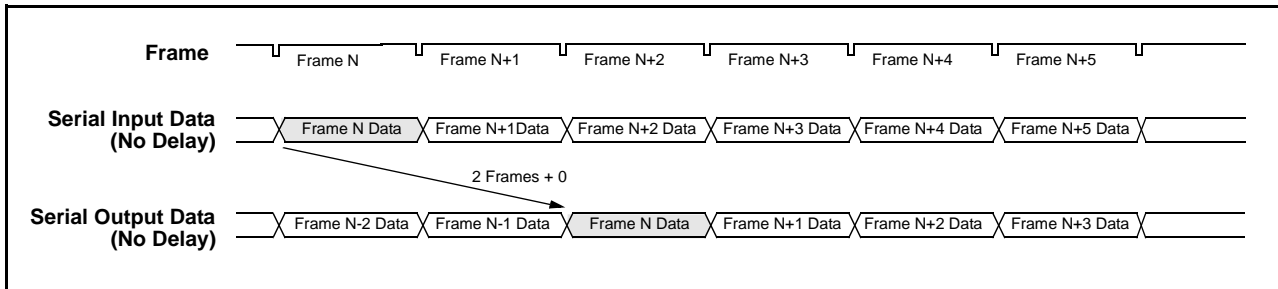 Frame
Frame N Frame N+1 Frame N+2 Frame N+3 Frame N+4 Frame N+5
Serial Input Data
(No Delay)
Frame N Data Frame N+1Data Frame N+2 Data Frame N+3 Data Frame N+4 Data Frame N+5 Data
2 Frames + 0
Serial Output Data
(No Delay)
Frame N-2 Data Frame N-1 Data Frame N Data Frame N+1 Data Frame N+2 Data Frame N+3 Data